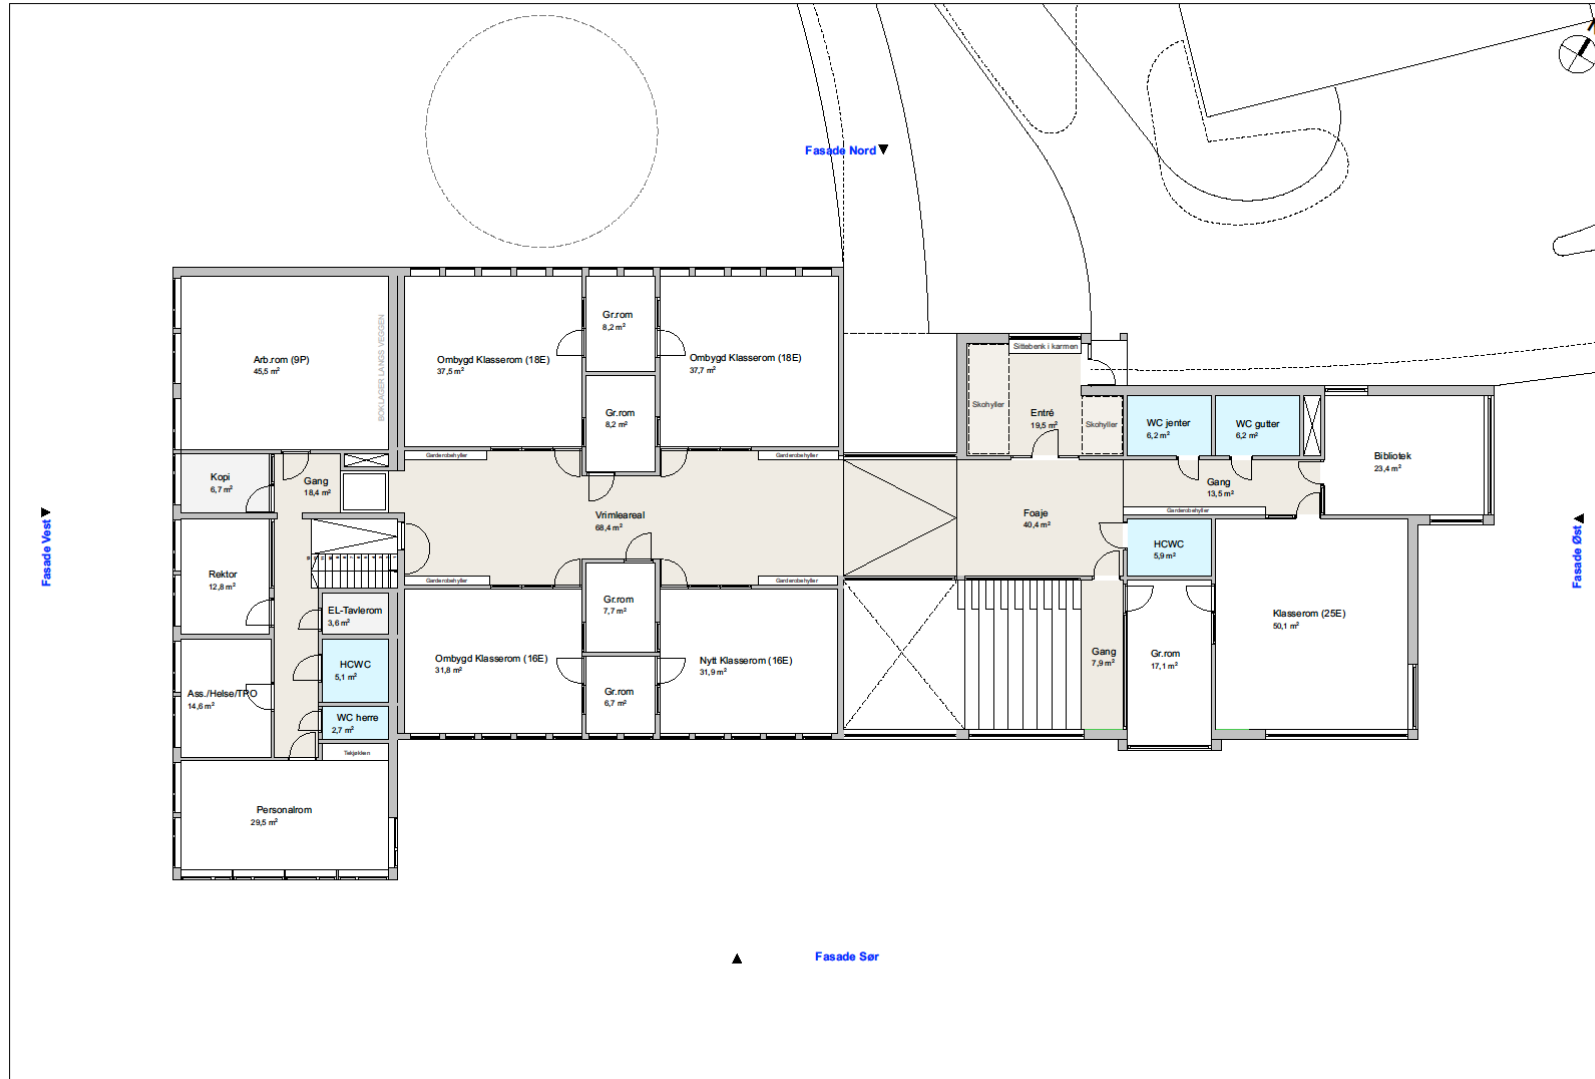 Fasade Nord
Arb.rom (9P)
45,5 m²
BOKLAGER LANGS VEGGEN
Ombygd Klasserom (18E)
37,5 m²
Gr.rom
8,2 m²
Gr.rom
8,2 m²
Ombygd Klasserom (18E)
37,7 m²
Sittebenk i karmen
Skohyller
Entré
19,5 m²
Skohyller
WC jenter
6,2 m²
WC gutter
6,2 m²
Bibliotek
23,4 m²
Garderobehyller
Garderobehyller
Kopi
6,7 m²
Gang
18,4 m²
Vrimleareal
68,4 m²
Foaje
40,4 m²
Gang
13,5 m²
Garderobehyller
Fasade Vest
Fasade Øst
Rektor
12,8 m²
HCWC
5,9 m²
Garderobehyller
Garderobehyller
EL-Tavlerom
3,6 m²
Gr.rom
7,7 m²
Klasserom (25E)
50,1 m²
HCWC
5,1 m²
Ombygd Klasserom (16E)
31,8 m²
Nytt Klasserom (16E)
31,9 m²
Gang
7,9 m²
Gr.rom
17,1 m²
Ass./Helse/TPO
14,6 m²
Gr.rom
6,7 m²
WC herre
2,7 m²
Tekjøkken
Personalrom
29,5 m²
Fasade Sør